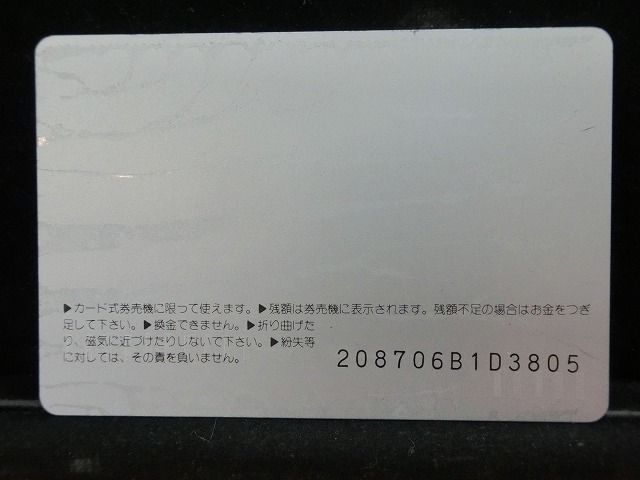 ▶カード式券売機に限って使えます。▶残額は券売機に表示されます。残額不足の場合はお金をつぎ
足して下さい。▶換金できません。▶折り曲げた
り、磁気に近づけたりしないで下さい。▶紛失等
に対しては、その責を負いません。
208706B1D3805